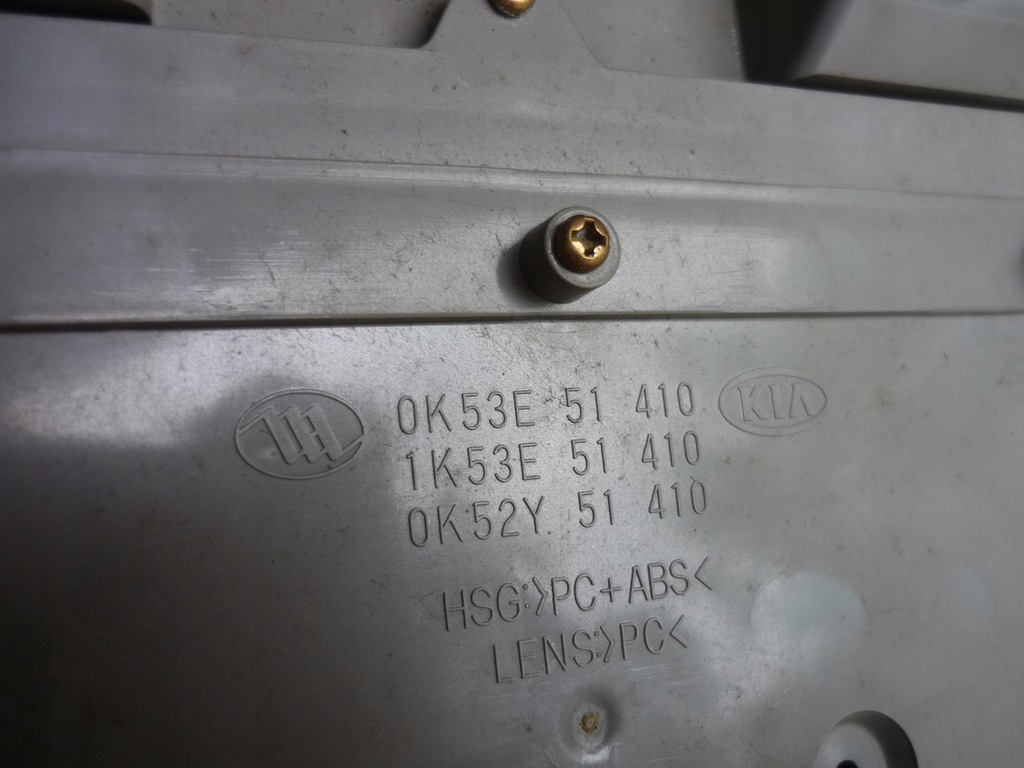 0K53E 51 410 KIA
1K53E 51 410
0K52Y 51 410
HSG:>PC+ABS<
LENS:>PC<